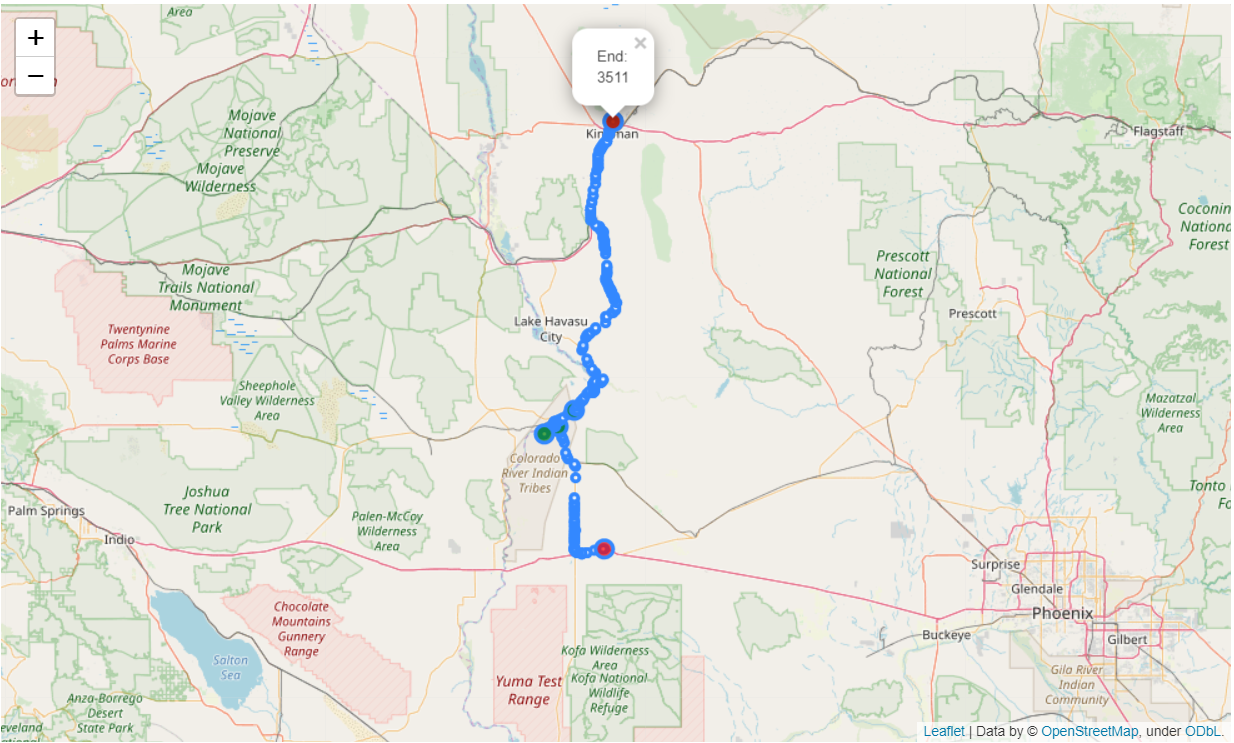 +
−
Area
End:
3511
×
Kingman
Flagstaff
Mojave
National
Preserve
Mojave
Wilderness
Coconin
Nationa
Forest
Mojave
Trails National
Monument
Prescott
National
Forest
Prescott
Lake Havasu
City
Twentynine
Palms Marine
Corps Base
Sheephole
Valley Wilderness
Area
Mazatzal
Wilderness
Area
Colorado
River Indian
Tribes
Joshua
Tree National
Park
Palen-McCoy
Wilderness
Area
Tonto
Fo
Palm Springs
Indio
Surprise
Glendale
Phoenix
Gilbert
Buckeye
Chocolate
Mountains
Gunnery
Range
Salton
Sea
Kofa Wilderness
Area
Kofa National
Wildlife
Refuge
Yuma Test
Range
Gila River
Indian
Community
Anza-Borrego
Desert
State Park
eveland
ational
Leaflet | Data by © OpenStreetMap, under ODbL.